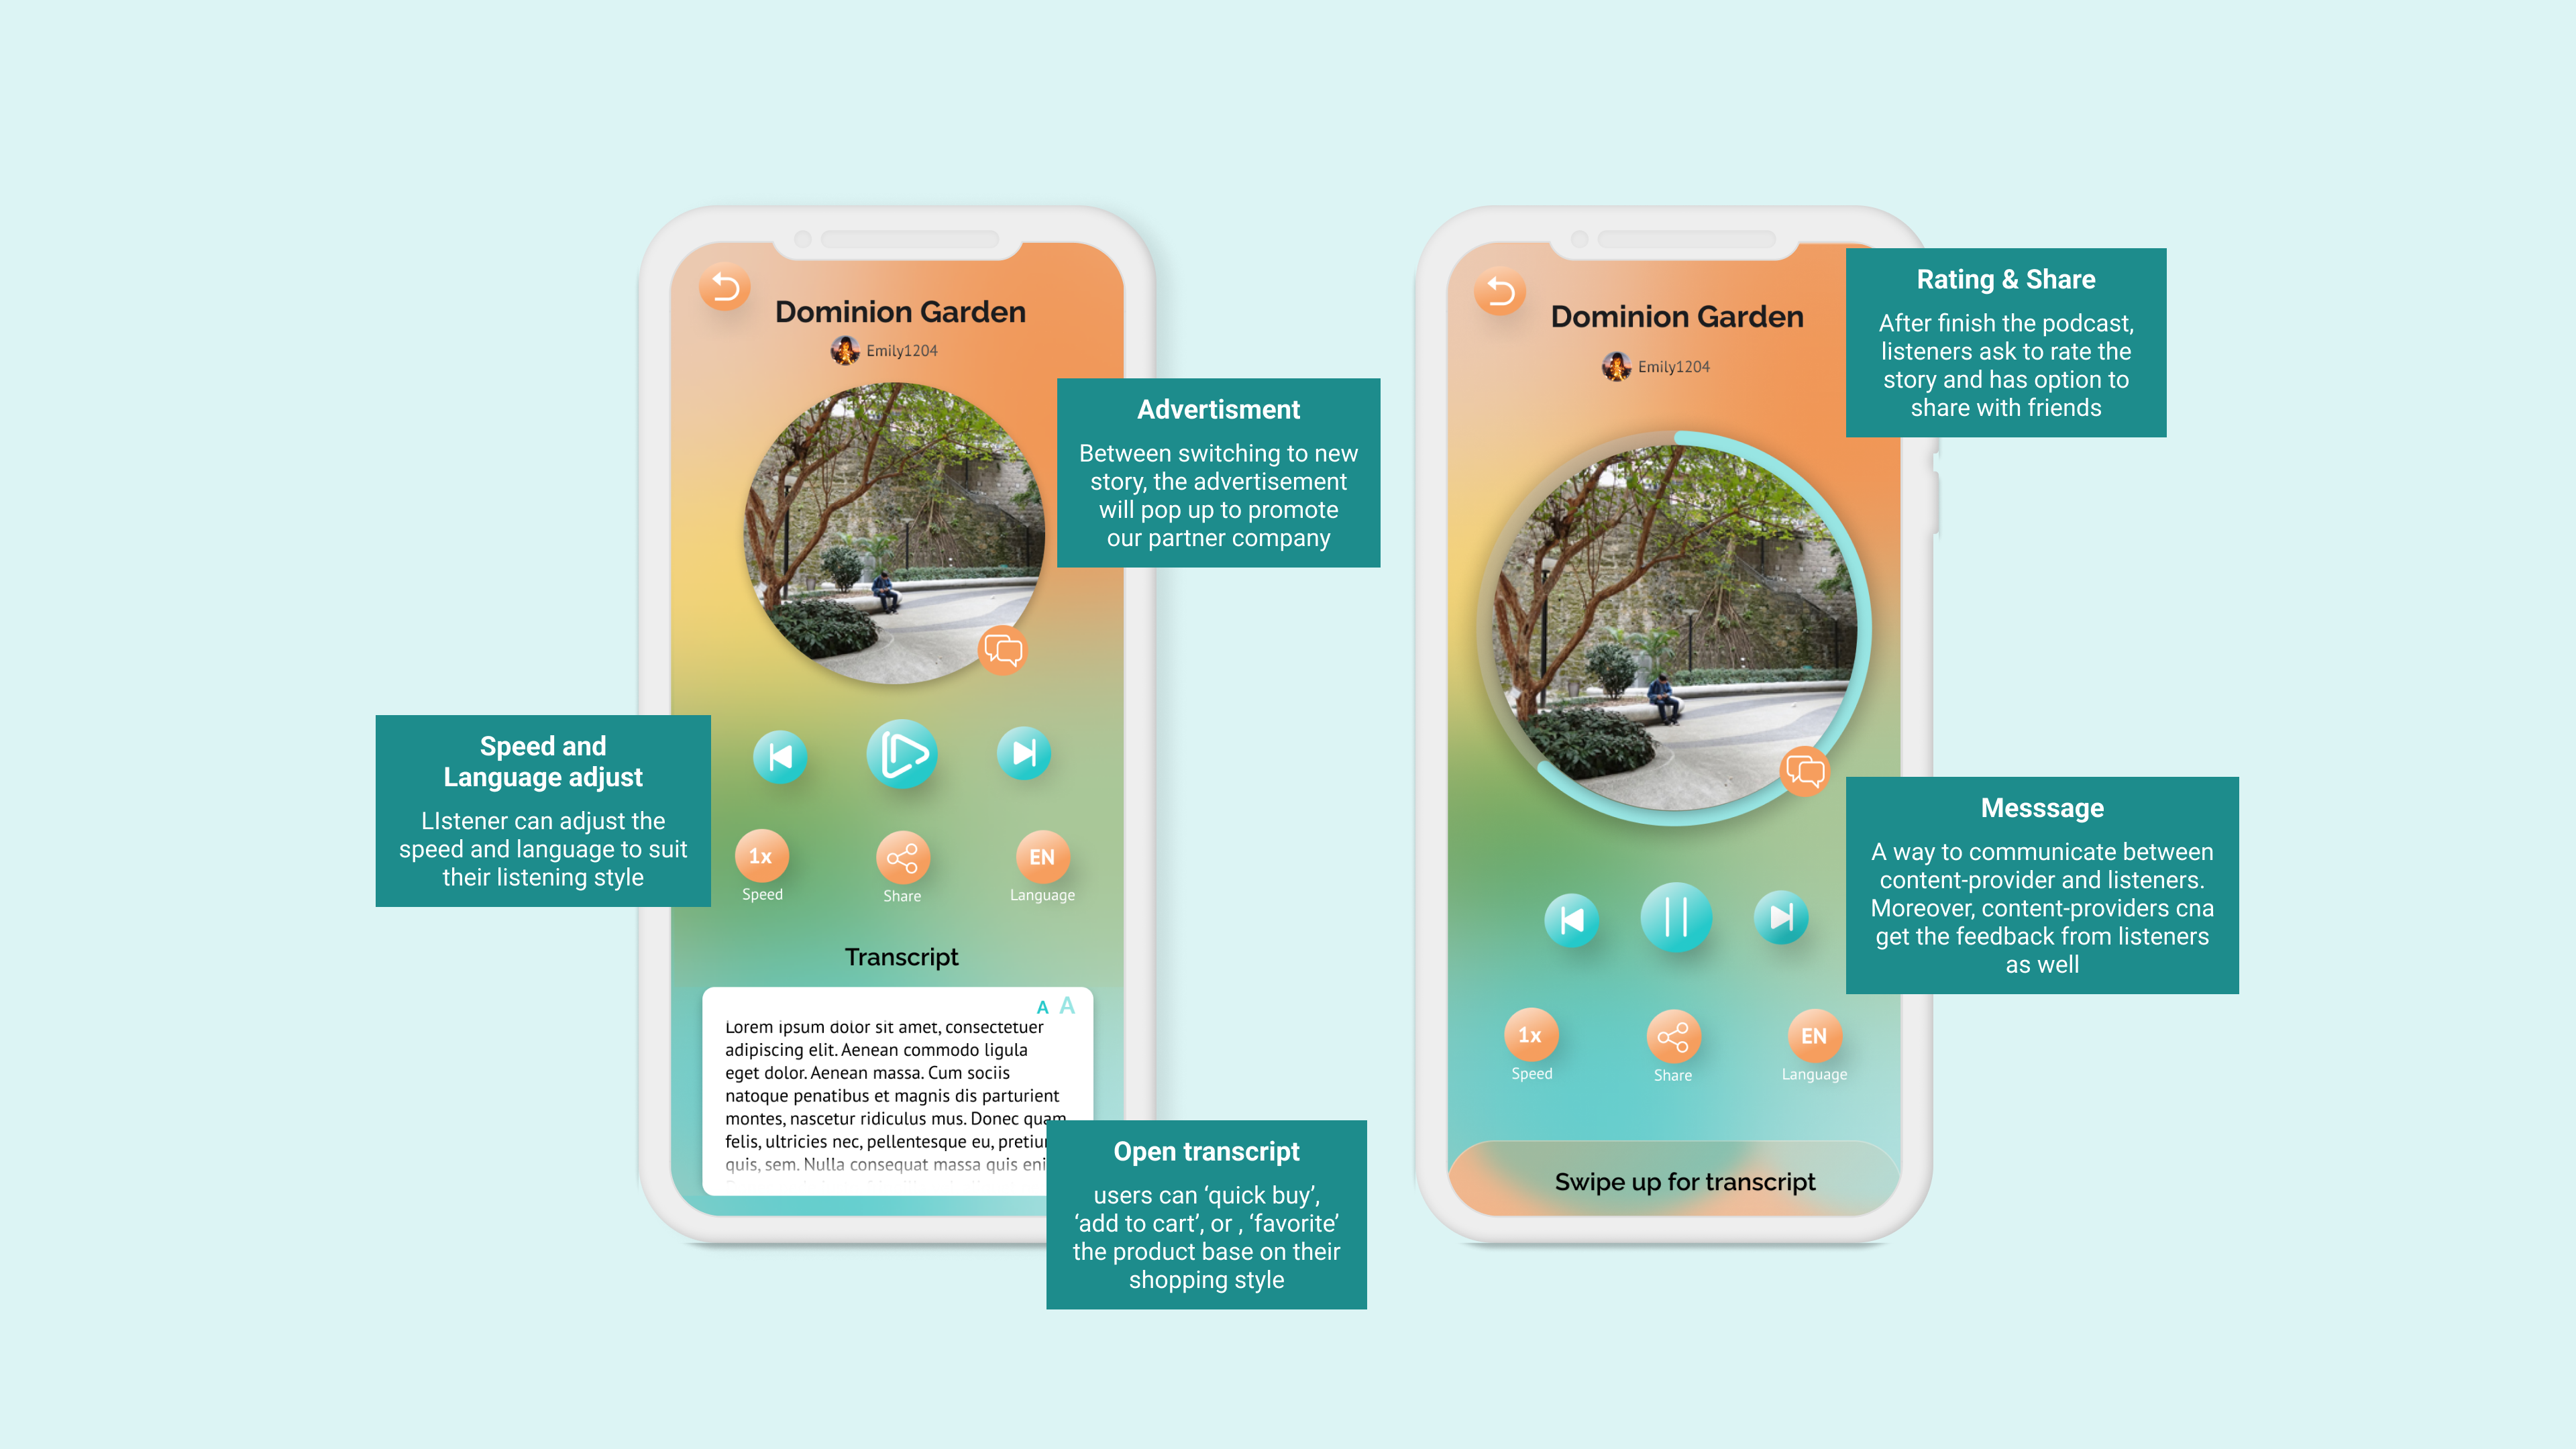 Dominion Garden
Emily1204
Advertisment
Between switching to new
story, the advertisement
will pop up to promote
our partner company
Speed and
Language adjust
LIstener can adjust the
speed and language to suit
their listening style
1x
EN
Speed
Share
Language
Transcript
A A
Lorem ipsum dolor sit amet, consectetuer
adipiscing elit. Aenean commodo ligula
eget dolor. Aenean massa. Cum sociis
natoque penatibus et magnis dis parturient
montes, nascetur ridiculus mus. Donec quam
felis, ultricies nec, pellentesque eu,
quis, sem. Nulla consequat massa quis
Open transcript
users can ‘quick buy’,
‘add to cart’, or , ‘favorite’
the product base on their
shopping style
Dominion Garden
Emily1204
Rating & Share
After finish the podcast,
listeners ask to rate the
story and has option to
share with friends
Messsage
A way to communicate between
content-provider and listeners.
Moreover, content-providers cna
get the feedback from listeners
as well
1x
EN
Speed
Share
Language
Swipe up for transcript